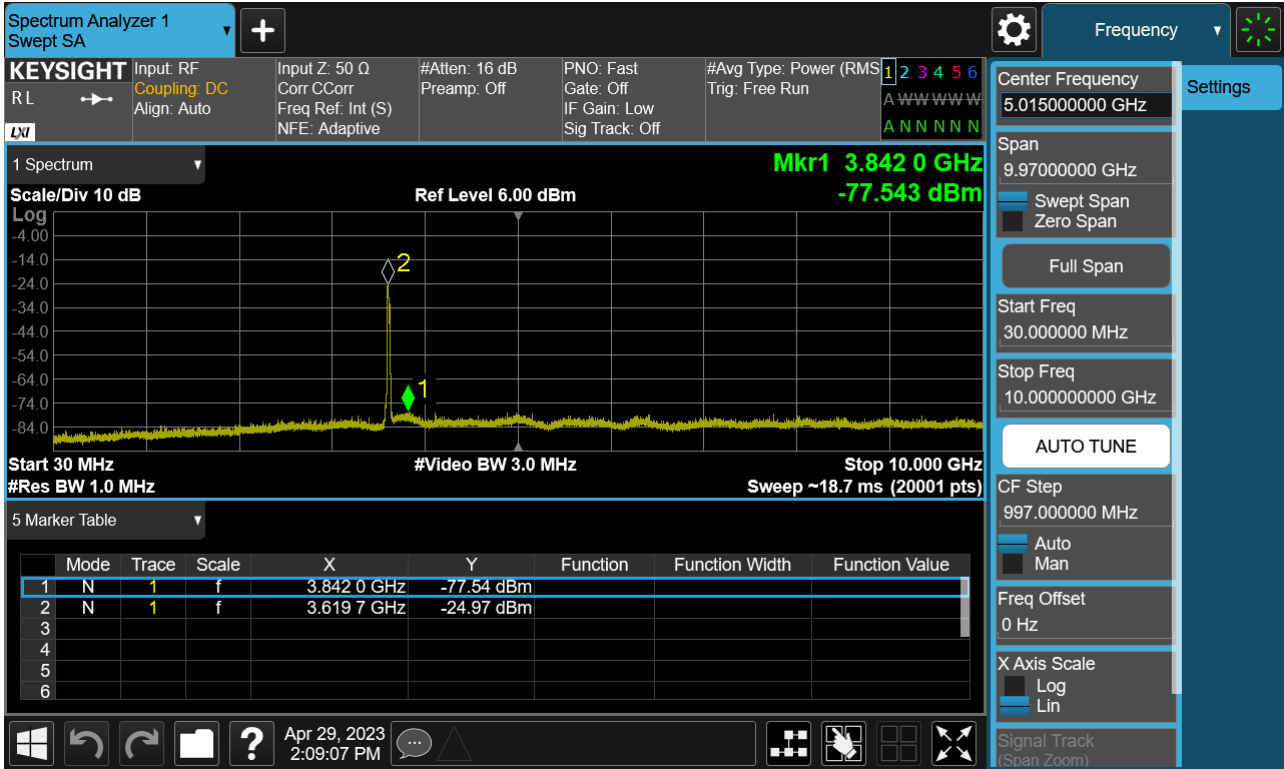 Spectrum Analyzer 1
Swept SA
Frequency
KEYSIGHT
R L
LXI
Input: RF
Coupling: DC
Align: Auto
Input Z: 50 Ω
Corr CCorr
Freq Ref: Int (S)
NFE: Adaptive
#Atten: 16 dB
Preamp: Off
PNO: Fast
Gate: Off
IF Gain: Low
Sig Track: Off
#Avg Type: Power (RMS
Trig: Free Run
1 2 3 4 5 6
A W W W W W
A N N N N N
1 Spectrum
Mkr1 3.842 0 GHz
-77.543 dBm
Scale/Div 10 dB
Ref Level 6.00 dBm
Log
-4.00
-14.0
-24.0
-34.0
-44.0
-54.0
-64.0
-74.0
-84.0
2
1
Start 30 MHz
#Video BW 3.0 MHz
Stop 10.000 GHz
#Res BW 1.0 MHz
Sweep ~18.7 ms (20001 pts)
5 Marker Table
Mode Trace Scale X Y Function Function Width Function Value
1 N 1 f 3.842 0 GHz -77.54 dBm
2 N 1 f 3.619 7 GHz -24.97 dBm
3
4
5
6
?
Apr 29, 2023
2:09:07 PM
Center Frequency
5.015000000 GHz
Settings
Span
9.97000000 GHz
Swept Span
Zero Span
Full Span
Start Freq
30.000000 MHz
Stop Freq
10.000000000 GHz
AUTO TUNE
CF Step
997.000000 MHz
Auto
Man
Freq Offset
0 Hz
X Axis Scale
Log
Lin
Signal Track
(Span Zoom)